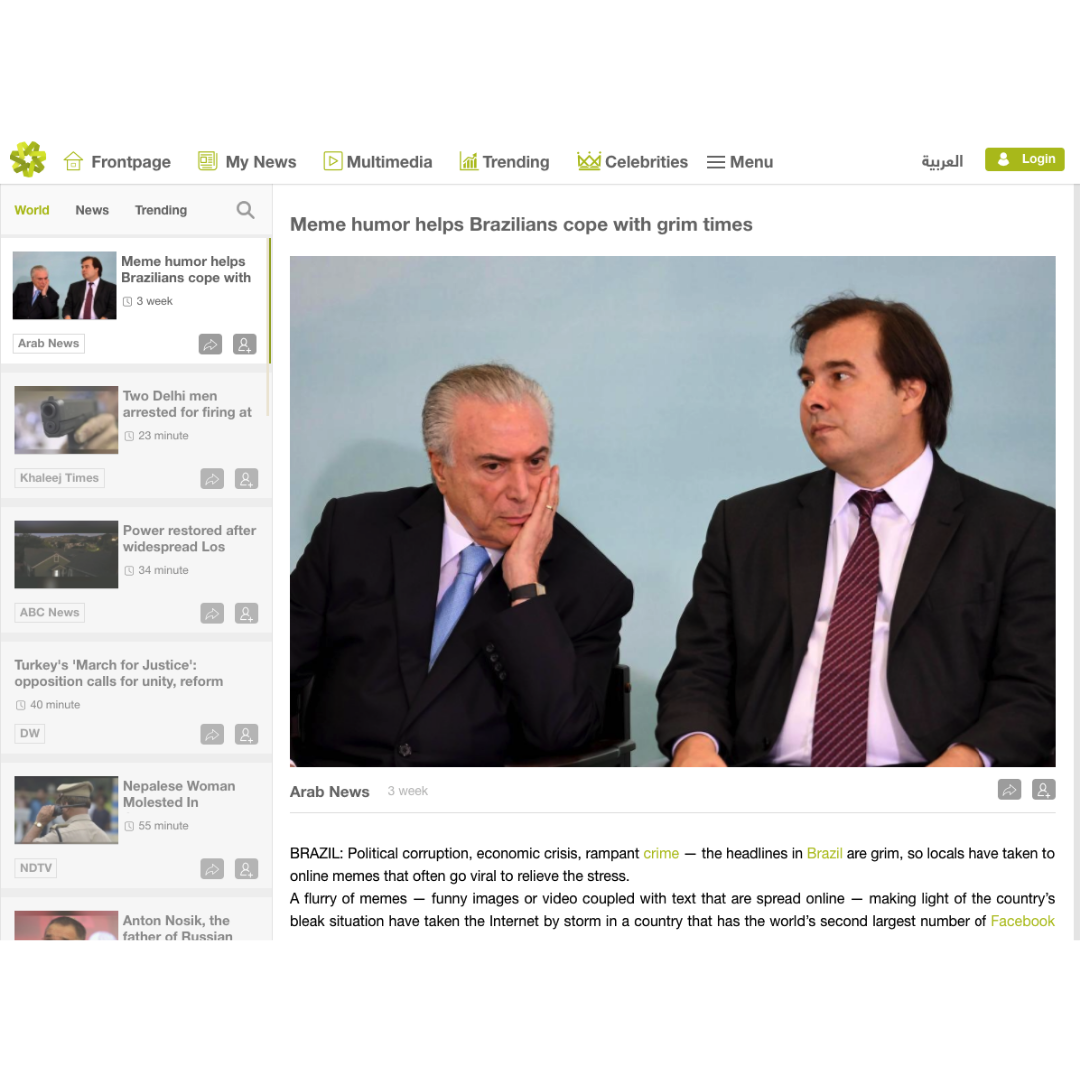 Frontpage
My News
Multimedia
Trending
Celebrities
Menu
العربية
Login
World
News
Trending
Meme humor helps
Brazilians cope with
3 week
Arab News
Two Delhi men
arrested for firing at
23 minute
Khaleej Times
Power restored after
widespread Los
34 minute
ABC News
Turkey's 'March for Justice':
opposition calls for unity, reform
40 minute
DW
Nepalese Woman
Molested In
55 minute
NDTV
Anton Nosik, the
father of Russian
Meme humor helps Brazilians cope with grim times
Arab News
3 week
BRAZIL: Political corruption, economic crisis, rampant crime — the headlines in Brazil are grim, so locals have taken to
online memes that often go viral to relieve the stress.
A flurry of memes — funny images or video coupled with text that are spread online — making light of the country’s
bleak situation have taken the Internet by storm in a country that has the world’s second largest number of Facebook